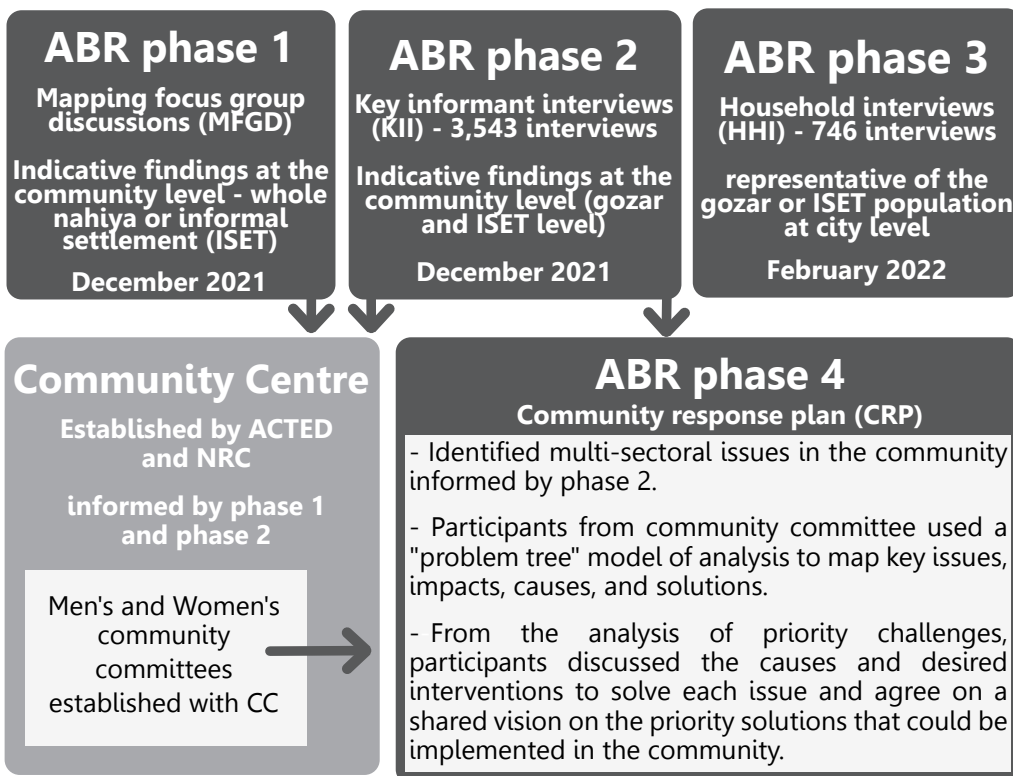 ABR phase 1
Mapping focus group
discussions (MFGD)
Indicative findings at the
community level - whole
nahiya or informal
settlement (ISET)
December 2021
ABR phase 2
Key informant interviews
(KII) - 3,543 interviews
Indicative findings at the
community level (gozar
and ISET level)
December 2021
ABR phase 3
Household interviews
(HHI) - 746 interviews
representative of the
gozar or ISET population
at city level
February 2022
Community Centre
Established by ACTED
and NRC
informed by phase 1
and phase 2
Men's and Women's
community
committees
established with CC
ABR phase 4
Community response plan (CRP)
- Identified multi-sectoral issues in the community
informed by phase 2.
- Participants from community committee used a
"problem tree" model of analysis to map key issues,
impacts, causes, and solutions.
- From the analysis of priority challenges,
participants discussed the causes and desired
interventions to solve each issue and agree on a
shared vision on the priority solutions that could be
implemented in the community.